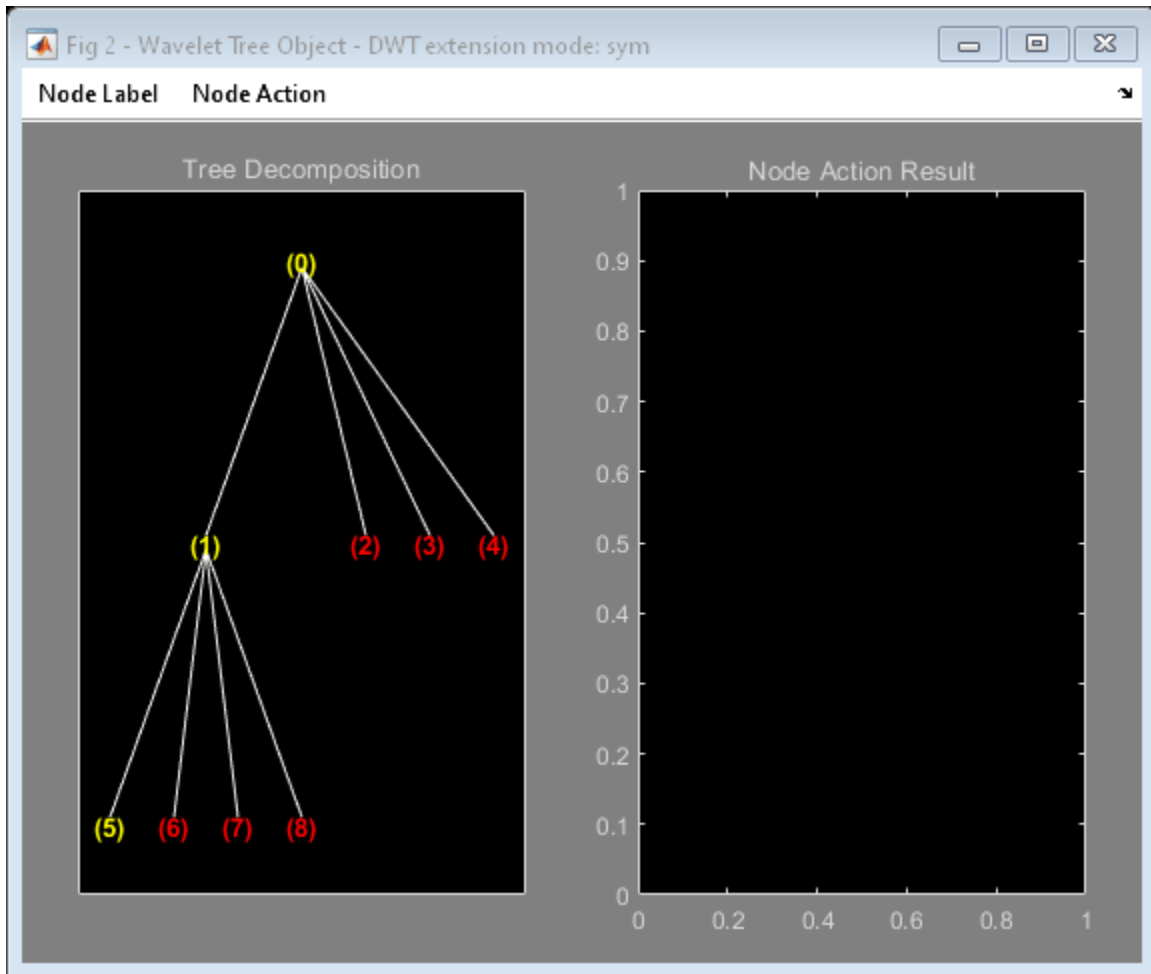 Fig 2 - Wavelet Tree Object - DWT extension mode: sym
Node Label Node Action
Tree Decomposition
(0)
(1) (2) (3) (4)
(5) (6) (7) (8)
Node Action Result
1
0.9
0.8
0.7
0.6
0.5
0.4
0.3
0.2
0.1
0
0 0.2 0.4 0.6 0.8 1